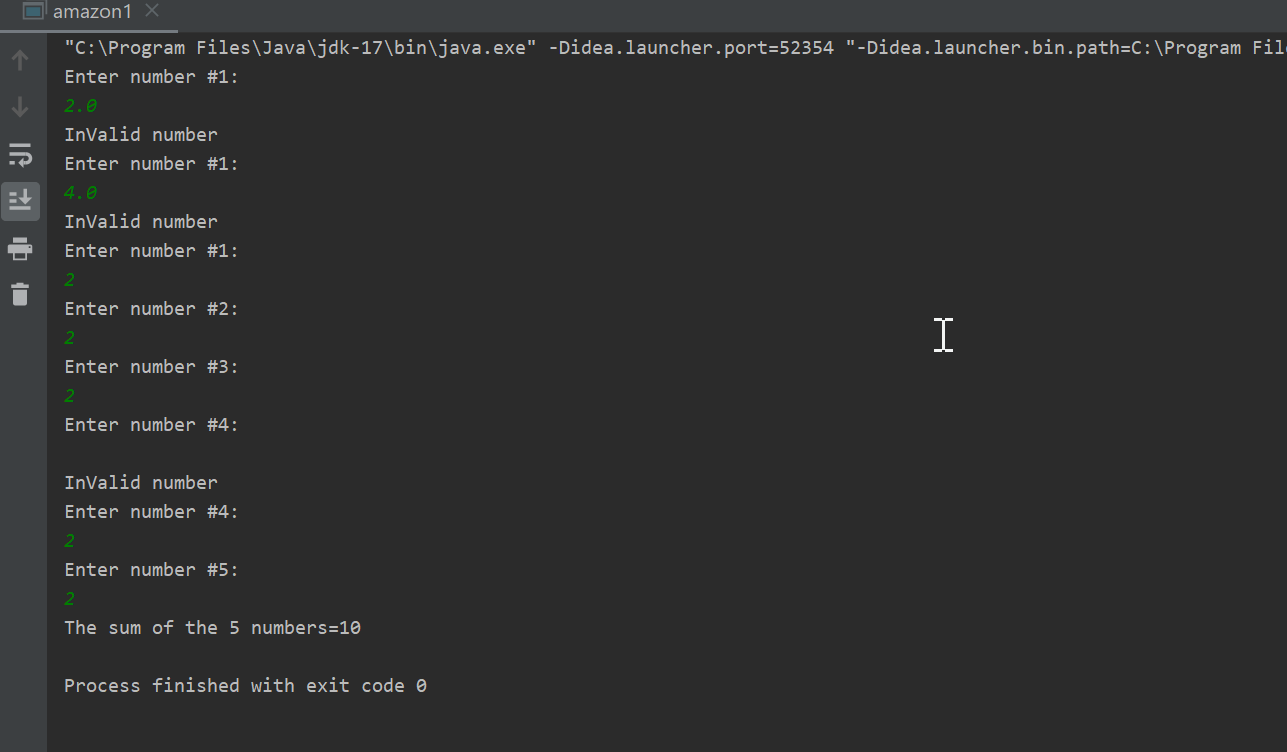 amazon1
"C:\Program Files\Java\jdk-17\bin\java.exe" -Didea.launcher.port=52354 "-Didea.launcher.bin.path=C:\Program
Enter number #1:
2.0
InValid number
Enter number #1:
4.0
InValid number
Enter number #1:
2
Enter number #2:
2
Enter number #3:
2
Enter number #4:
InValid number
Enter number #4:
2
Enter number #5:
2
The sum of the 5 numbers=10
Process finished with exit code 0